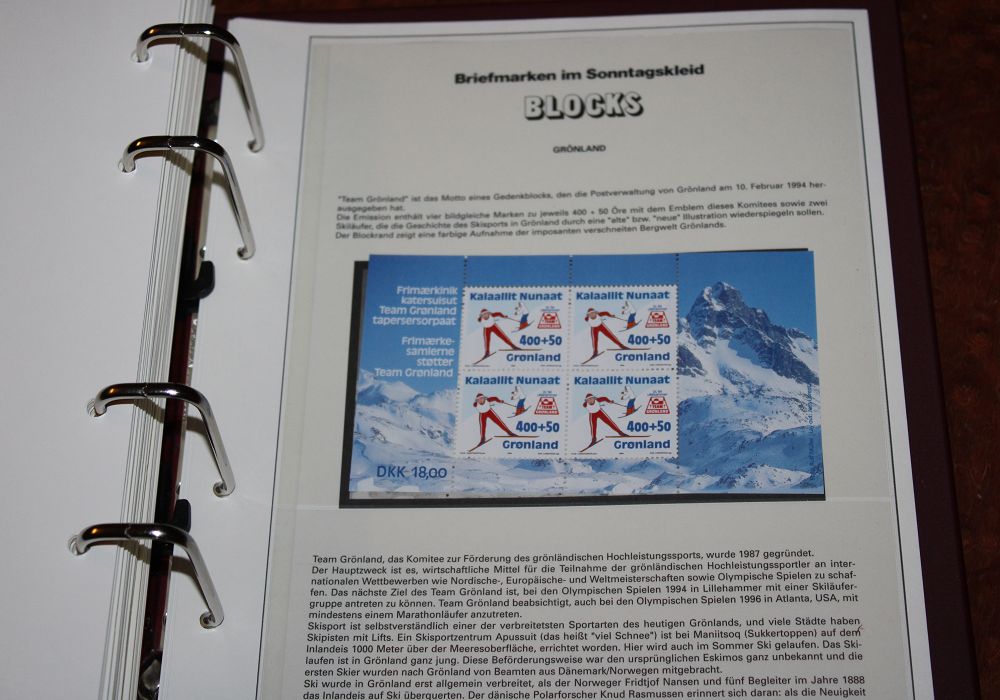 Briefmarken im Sonntagskleid
BLOCKS
GRÖNLAND
"Team Grönland" ist das Motto eines Gedenkblocks, den die Postverwaltung von Grönland am 10. Februar 1994 her-
ausgegeben hat.
Die Emission enthält vier bildgleiche Marken zu jeweils 400 + 50 Öre mit dem Emblem dieses Komitees sowie zwei
Skiläufer, die die Geschichte des Skisports in Grönland durch eine "alte" bzw. "neue" Illustration wiederspiegeln sollen.
Der Blockrand zeigt eine farbige Aufnahme der imposanten verschneiten Bergwelt Grönlands.
Frimærkinik
katersuisut
Team Grønland
tapersersorpaat
Frimærke-
samlerne
støtter
Team Grønland
DKK 18,00
Kalaallit Nunaat
TEAM
GRØNLAND
400+50
Grønland
Kalaallit Nunaat
TEAM
GRØNLAND
400+50
Grønland
Kalaallit Nunaat
TEAM
GRØNLAND
400+50
Grønland
Kalaallit Nunaat
TEAM
GRØNLAND
400+50
Grønland
Team Grönland, das Komitee zur Förderung des grönländischen Hochleistungssports, wurde 1987 gegründet.
Der Hauptzweck ist es, wirtschaftliche Mittel für die Teilnahme der grönländischen Hochleistungssportler an inter-
nationalen Wettbewerben wie Nordische-, Europäische- und Weltmeisterschaften sowie Olympische Spielen zu schaf-
fen. Das nächste Ziel des Team Grönland ist, bei den Olympischen Spielen 1994 in Lillehammer mit einer Skiläufer-
gruppe antreten zu können. Team Grönland beabsichtigt, auch bei den Olympischen Spielen 1996 in Atlanta, USA, mit
mindestens einem Marathonläufer anzutreten.
Skisport ist selbstverständlich einer der verbreitetsten Sportarten des heutigen Grönlands, und viele Städte haben
Skipisten mit Lifts. Ein Skisportzentrum Apussuit (das heißt "viel Schnee") ist bei Maniitsoq (Sukkertoppen) auf dem
Inlandeis 1000 Meter über der Meeresoberfläche, errichtet worden. Hier wird auch im Sommer Ski gelaufen. Das Ski-
laufen ist in Grönland ganz jung. Diese Beförderungsweise war den ursprünglichen Eskimos ganz unbekannt und die
ersten Skier wurden nach Grönland von Beamten aus Dänemark/Norwegen mitgebracht.
Ski wurde in Grönland erst allgemein verbreitet, als der Norweger Fridtjof Nansen und fünf Begleiter im Jahre 1888
das Inlandeis auf Ski überquerten. Der dänische Polarforscher Knud Rasmussen erinnert sich daran: als die Neuigkeit